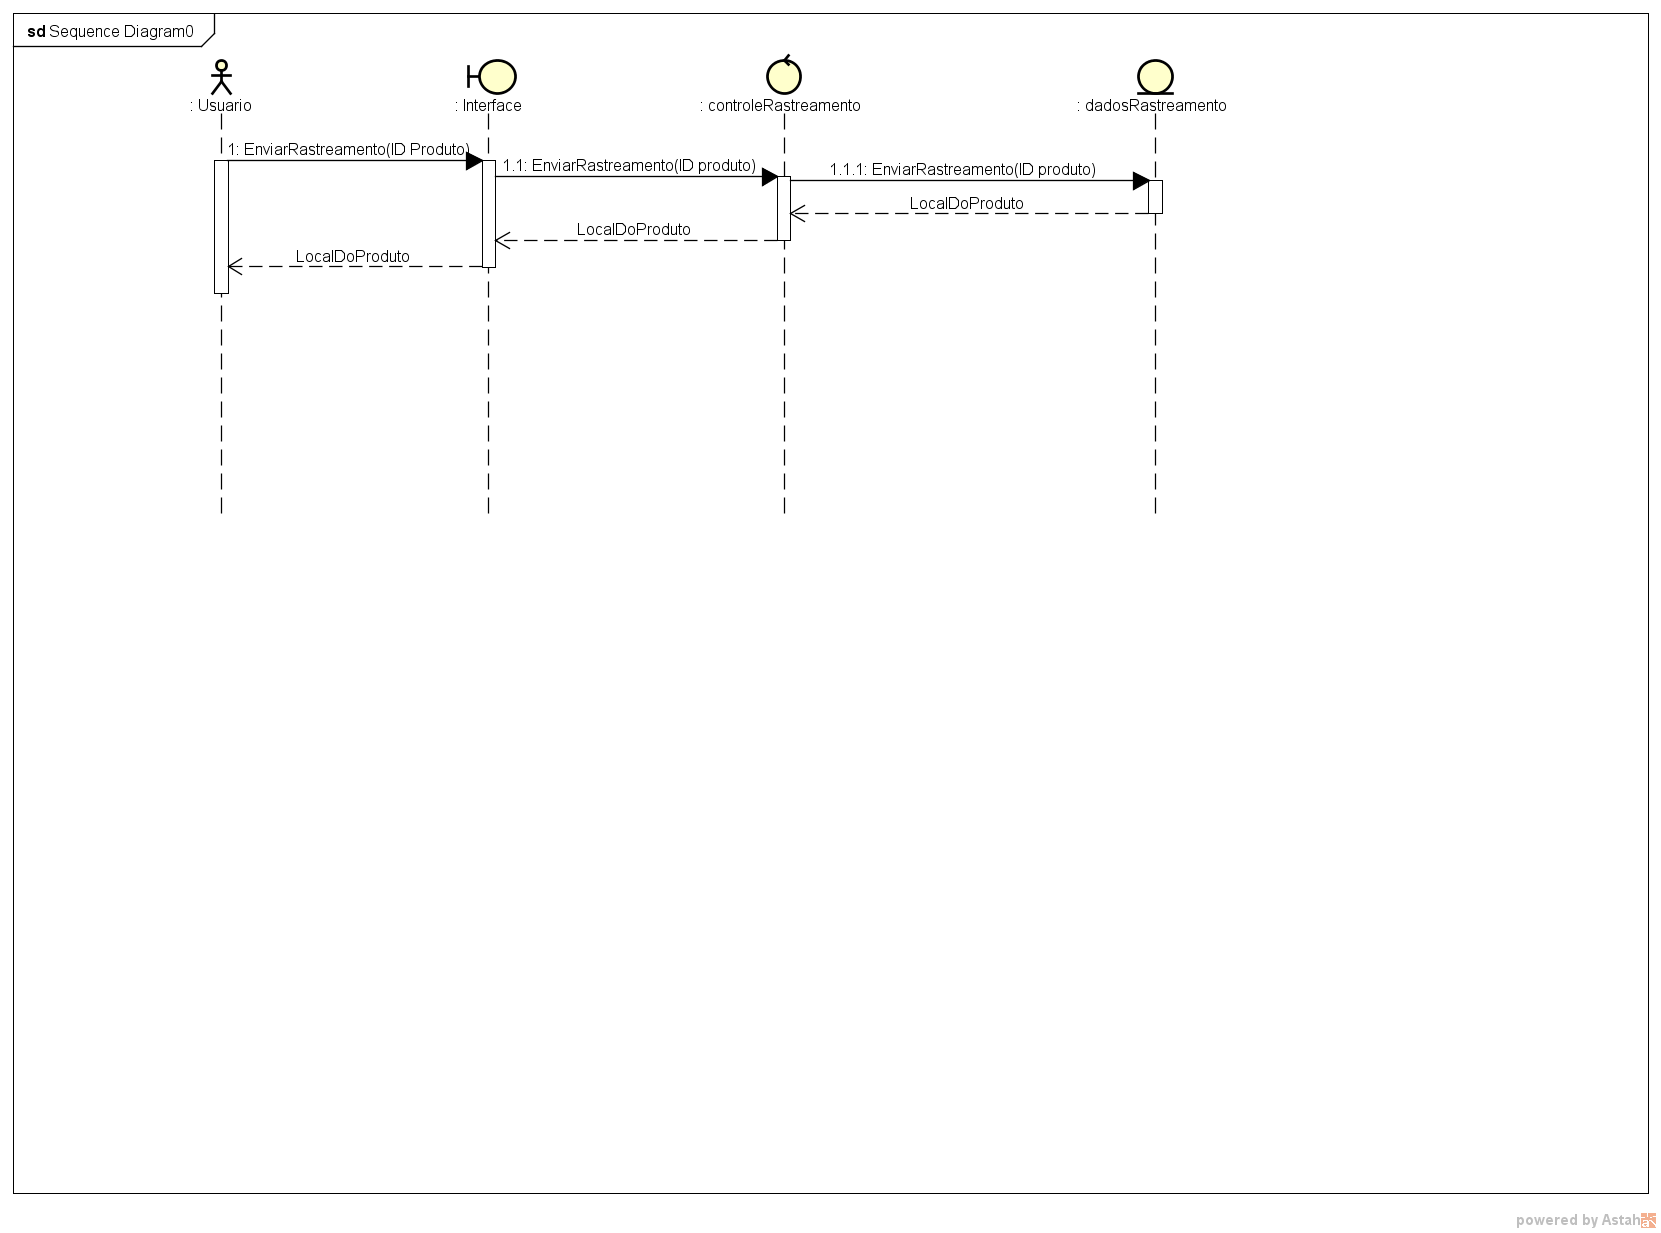 sd Sequence Diagram0
: Usuario
: Interface
: controleRastreamento
: dadosRastreamento
1: EnviarRastreamento(ID Produto)
1.1: EnviarRastreamento(ID produto)
1.1.1: EnviarRastreamento(ID produto)
LocalDoProduto
LocalDoProduto
LocalDoProduto
powered by Astah